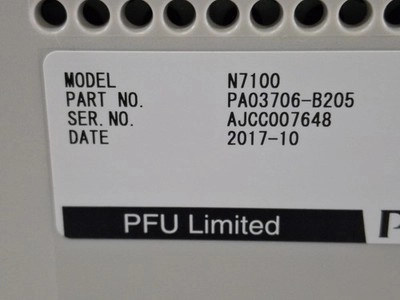 MODEL N7100
PART NO. PA03706-B205
SER. NO. AJCC007648
DATE 2017-10
PFU Limited